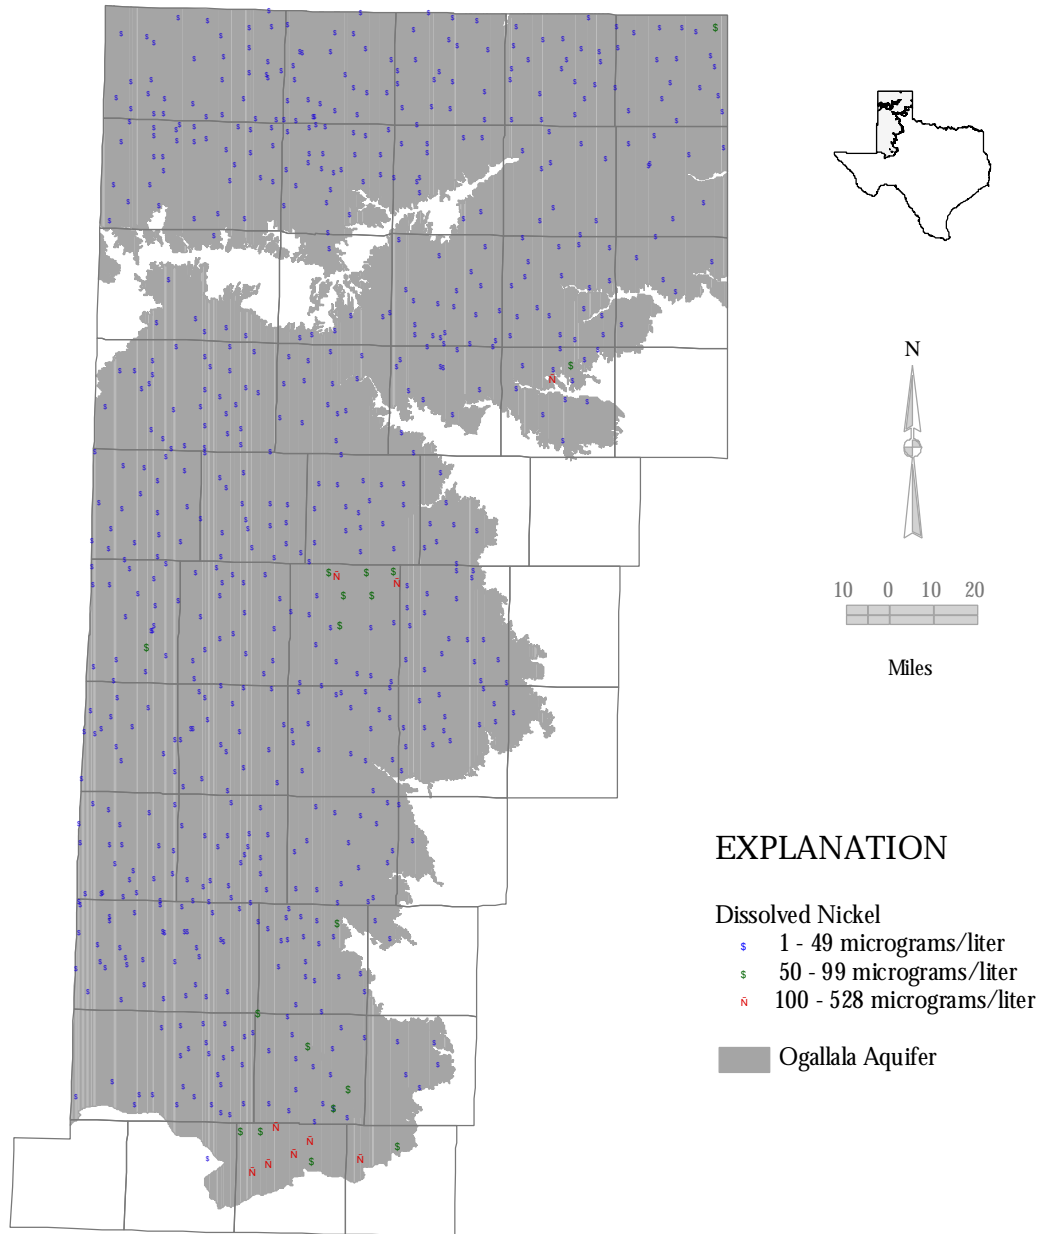 N
10 0 10 20
Miles
EXPLANATION
Dissolved Nickel
$ 1 - 49 micrograms/liter
$ 50 - 99 micrograms/liter
Ñ 100 - 528 micrograms/liter
Ogallala Aquifer